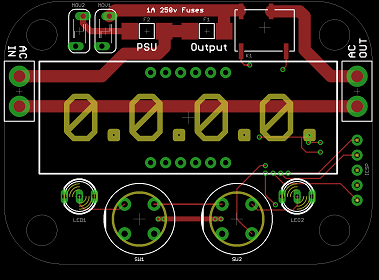 MOV2 MOV1
1A 250v Fuses
F2 F1
PSU Output
AC IN
AC OUT
K1
ICSP
LED1 LED2
SW1 SW2